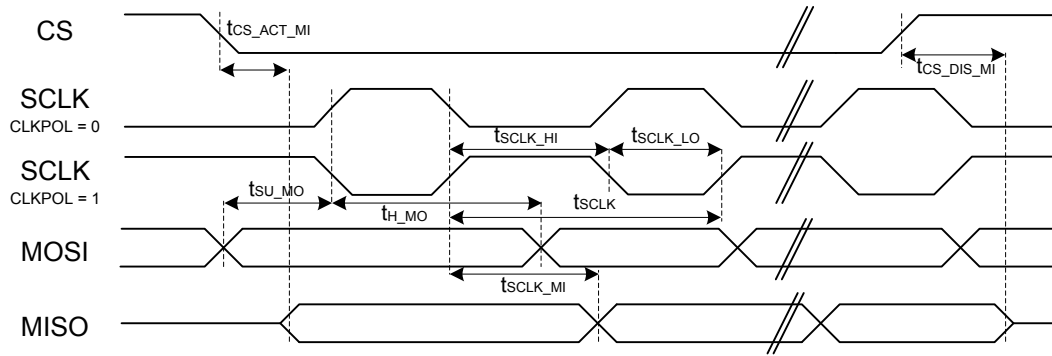 CS
tCS_ACT_MI
tCS_DIS_MI
SCLK
CLKPOL = 0
tSCLK_HI
tSCLK_LO
SCLK
CLKPOL = 1
tSU_MO
tH_MO
tSCLK
MOSI
tSCLK_MI
MISO